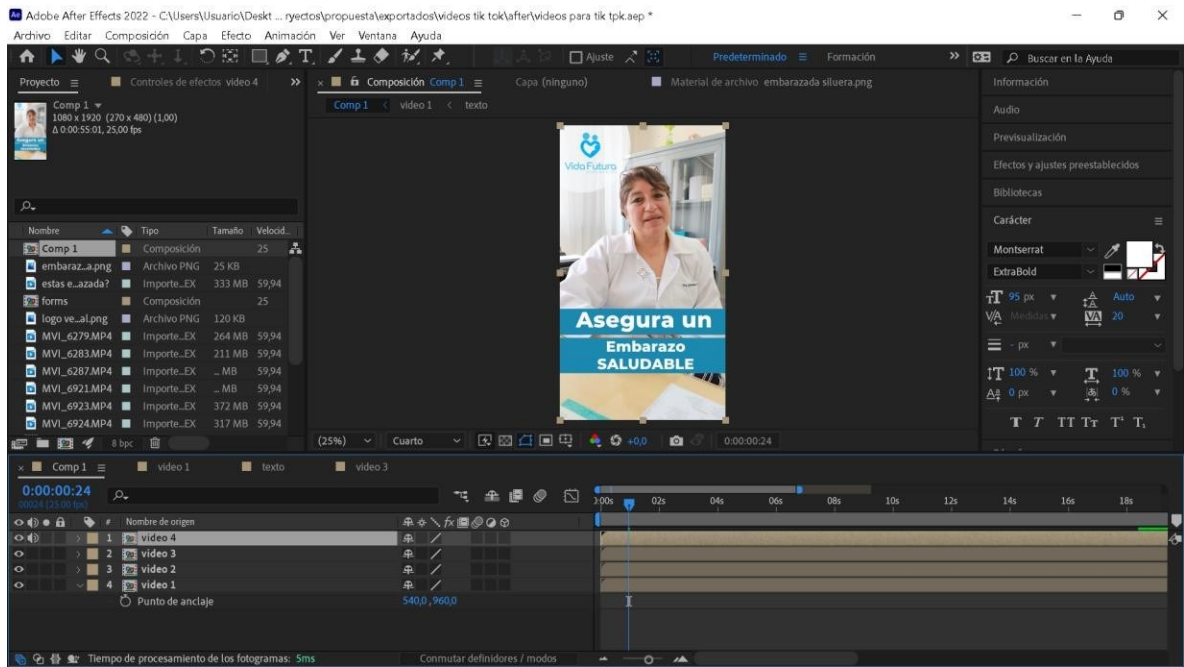 Adobe After Effects 2022 - C:\Users\Usuario\Deskt ... ryectos\propuesta\exportados\videos tik tok\after\videos para tik tpk.aep *
Archivo Editar Composición Capa Efecto Animación Ver Ventana Ayuda
Ajuste Predeterminado Formación Buscar en la Ayuda
Proyecto Controles de efectos video 4 Composición Comp 1 Capa (ninguno) Material de archivo embarazada siluera.png Información
Comp 1 1080 x 1920 (270 x 480) (1,00)
Δ 0:00:55:01, 25,00 fps
Comp 1 video 1 texto
Audio
Previsualización
Efectos y ajustes preestablecidos
Bibliotecas
Carácter
Montserrat
ExtraBold
95 px Auto
Medidas 20
- px
100 % 100 %
0 px 0 %
T T TT Tт T¹ T₁
Vida Futura
Asegura un
Embarazo
SALUDABLE
Nombre Tipo Tamaño Velocid...
Comp 1 Composición 25
embaraz...a.png Archivo PNG 25 KB
estas e...azada? Importe...EX 333 MB 59,94
forms Composición 25
logo ve...al.png Archivo PNG 120 KB
MVI_6279.MP4 Importe...EX 264 MB 59,94
MVI_6283.MP4 Importe...EX 211 MB 59,94
MVI_6287.MP4 Importe...EX ... MB 59,94
MVI_6921.MP4 Importe...EX ... MB 59,94
MVI_6923.MP4 Importe...EX 372 MB 59,94
MVI_6924.MP4 Importe...EX 317 MB 59,94
8 bpc
(25%) Cuarto +0,0 0:00:00:24
Comp 1 video 1 texto video 3
0:00:00:24
00024 (25.00 fps)
02s 04s 06s 08s 10s 12s 14s 16s 18s
# Nombre de origen
1 video 4
2 video 3
3 video 2
4 video 1
Punto de anclaje 540,0,960,0
Tiempo de procesamiento de los fotogramas: 5ms Conmutar definidores / modos